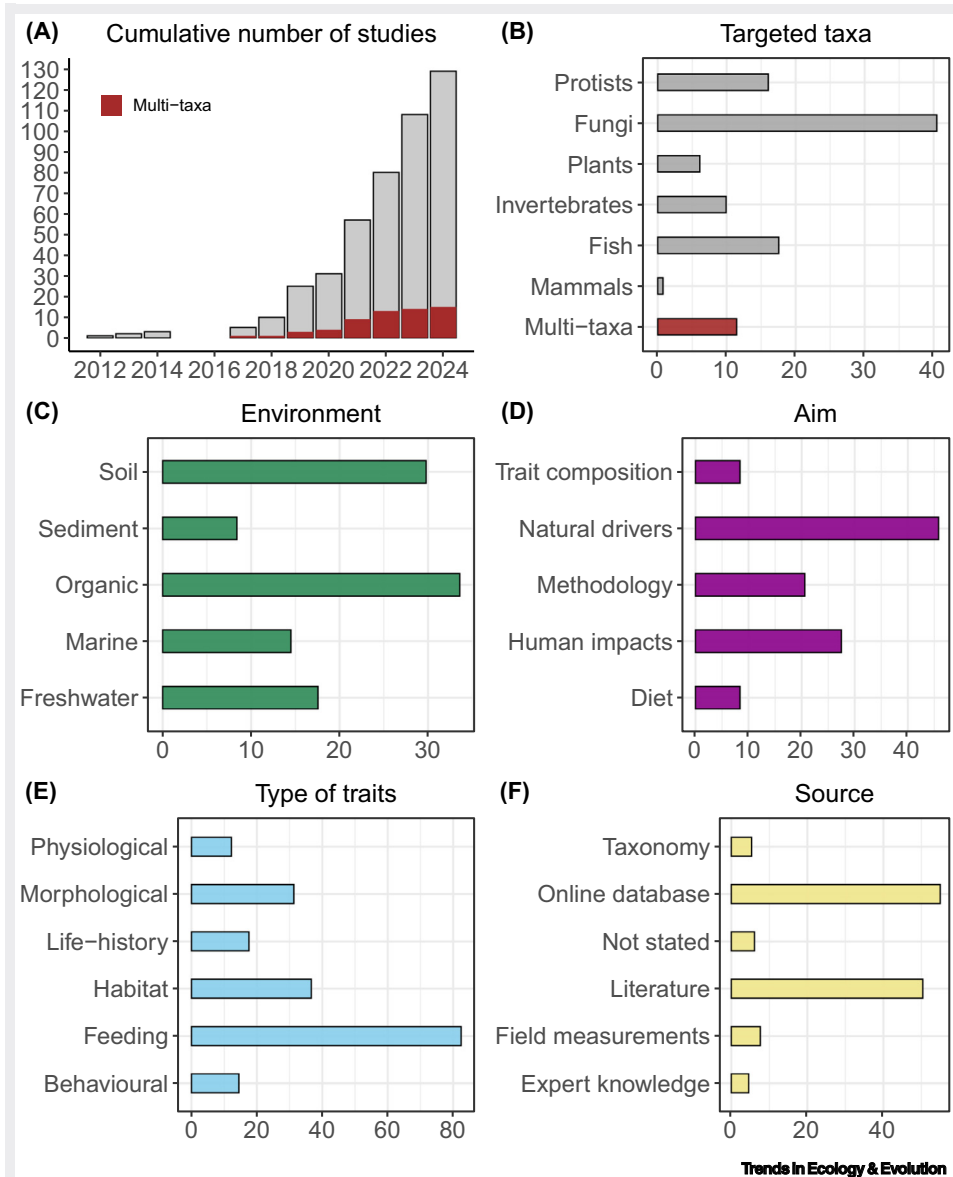 (A) Cumulative number of studies
130
120
110
100
90
80
70
60
50
40
30
20
10
0
Multi−taxa
2012 2014 2016 2018 2020 2022 2024
(B) Targeted taxa
Protists
Fungi
Plants
Invertebrates
Fish
Mammals
Multi−taxa
0 10 20 30 40
(C) Environment
Soil
Sediment
Organic
Marine
Freshwater
0 10 20 30
(D) Aim
Trait composition
Natural drivers
Methodology
Human impacts
Diet
0 10 20 30 40
(E) Type of traits
Physiological
Morphological
Life−history
Habitat
Feeding
Behavioural
0 20 40 60 80
(F) Source
Taxonomy
Online database
Not stated
Literature
Field measurements
Expert knowledge
0 20 40
Trends in Ecology & Evolution